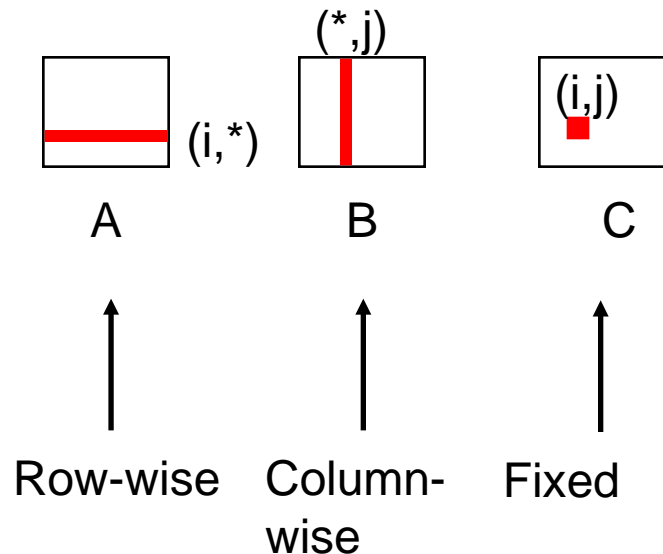 (*,j)
(i,*)
(i,j)
A B C
Row-wise Column-
wise Fixed